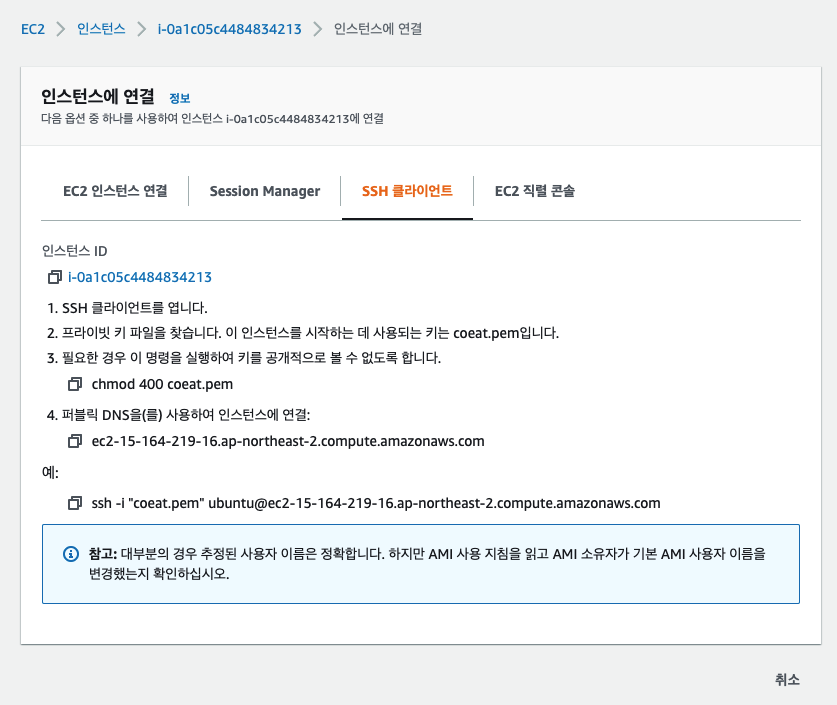 EC2 > 인스턴스 > i-0a1c05c4484834213 > 인스턴스에 연결
인스턴스에 연결 정보
다음 옵션 중 하나를 사용하여 인스턴스 i-0a1c05c4484834213에 연결
EC2 인스턴스 연결 Session Manager SSH 클라이언트 EC2 직렬 콘솔
인스턴스 ID
i-0a1c05c4484834213
1. SSH 클라이언트를 엽니다.
2. 프라이빗 키 파일을 찾습니다. 이 인스턴스를 시작하는 데 사용되는 키는 coeat.pem입니다.
3. 필요한 경우 이 명령을 실행하여 키를 공개적으로 볼 수 없도록 합니다.
chmod 400 coeat.pem
4. 퍼블릭 DNS을(를) 사용하여 인스턴스에 연결:
ec2-15-164-219-16.ap-northeast-2.compute.amazonaws.com
예:
ssh -i "coeat.pem" ubuntu@ec2-15-164-219-16.ap-northeast-2.compute.amazonaws.com
참고: 대부분의 경우 추정된 사용자 이름은 정확합니다. 하지만 AMI 사용 지침을 읽고 AMI 소유자가 기본 AMI 사용자 이름을
변경했는지 확인하십시오.
취소